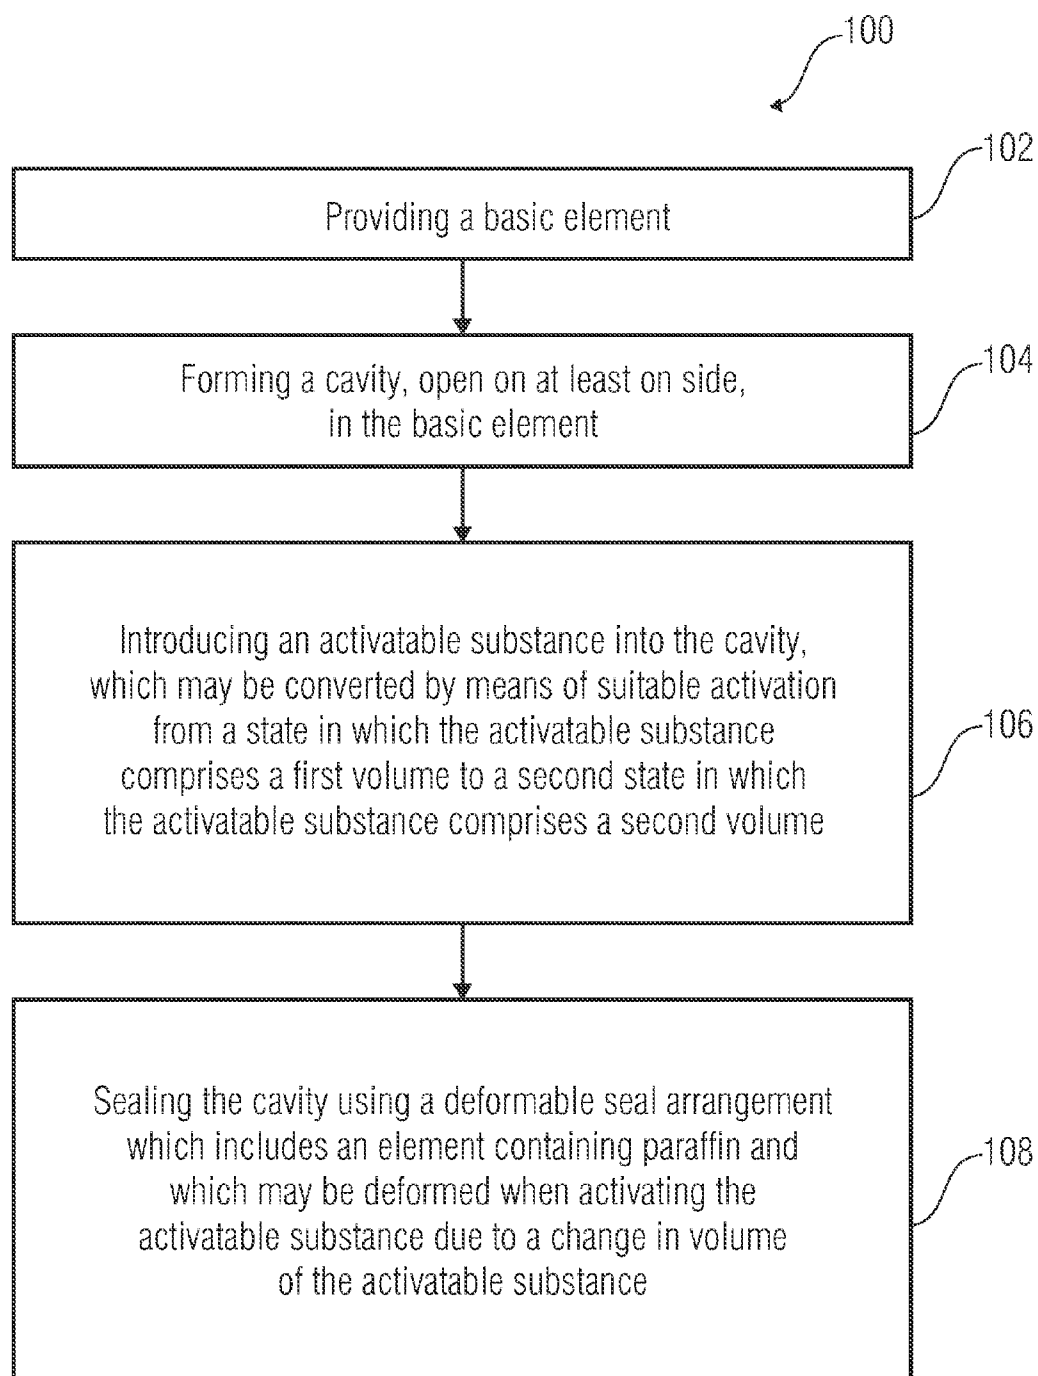 100
102
Providing a basic element
104
Forming a cavity, open on at least on side,
in the basic element
Introducing an activatable substance into the cavity,
which may be converted by means of suitable activation
from a state in which the activatable substance
comprises a first volume to a second state in which
the activatable substance comprises a second volume
106
Sealing the cavity using a deformable seal arrangement
which includes an element containing paraffin and
which may be deformed when activating the
activatable substance due to a change in volume
of the activatable substance
108